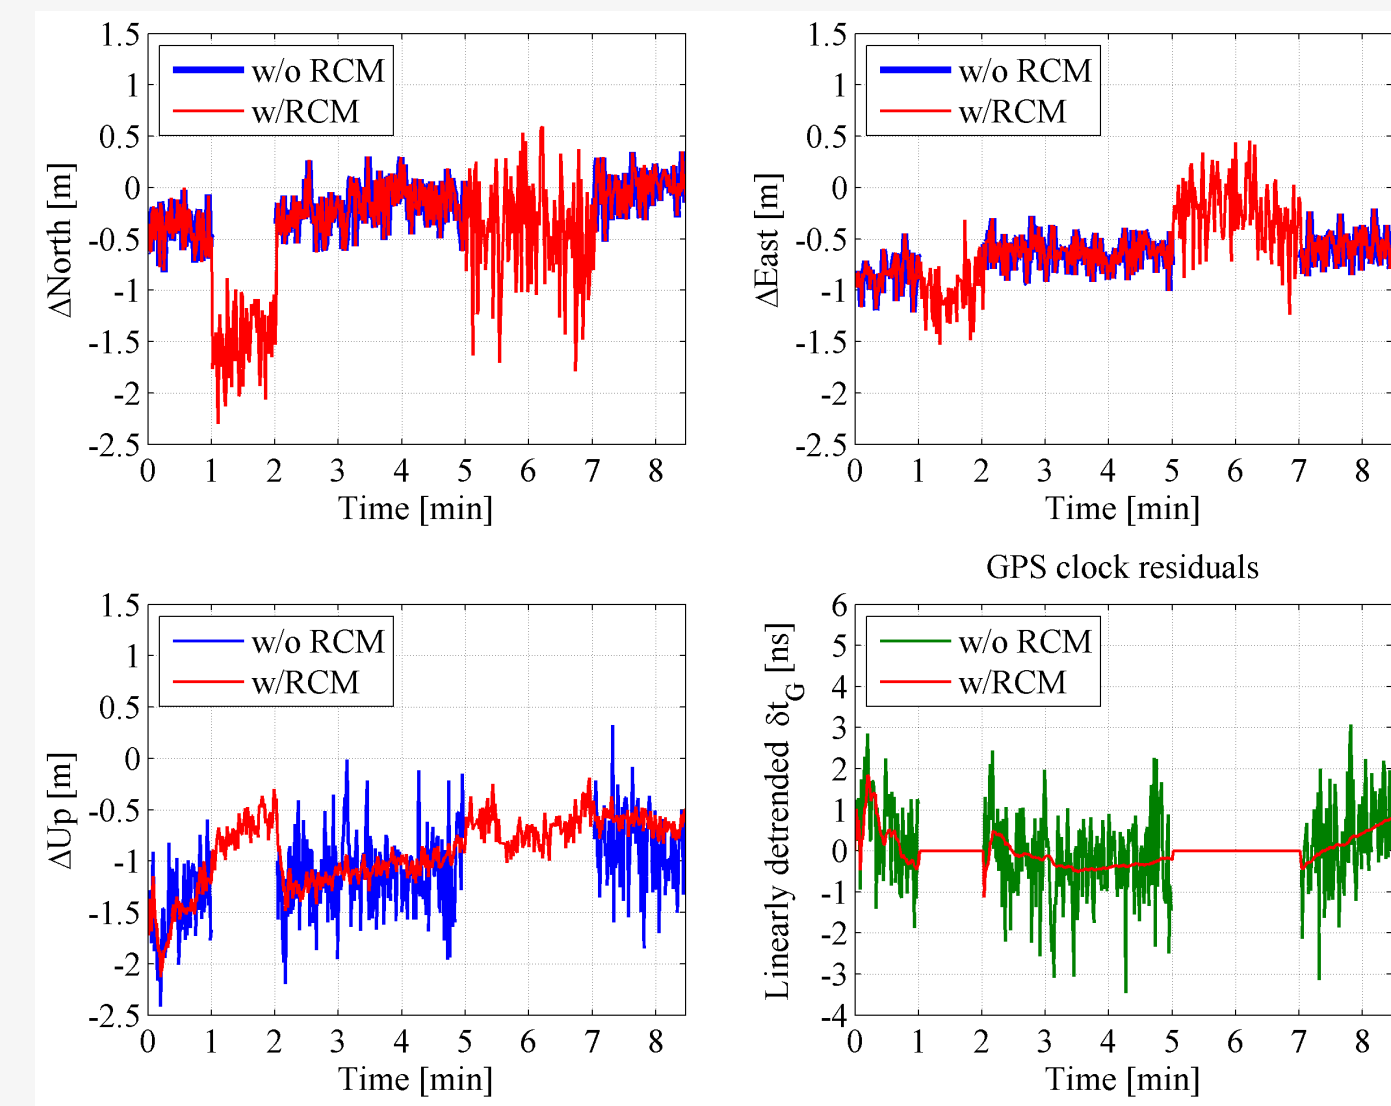 1.5
1
0.5
0
-0.5
-1
-1.5
-2
-2.5
ΔNorth [m]
w/o RCM
w/RCM
0 1 2 3 4 5 6 7 8
Time [min]
1.5
1
0.5
0
-0.5
-1
-1.5
-2
-2.5
ΔEast [m]
w/o RCM
w/RCM
0 1 2 3 4 5 6 7 8
Time [min]
1.5
1
0.5
0
-0.5
-1
-1.5
-2
-2.5
ΔUp [m]
w/o RCM
w/RCM
0 1 2 3 4 5 6 7 8
Time [min]
GPS clock residuals
6
5
4
3
2
1
0
-1
-2
-3
-4
Linearly detrended δt_G [ns]
w/o RCM
w/RCM
0 1 2 3 4 5 6 7 8
Time [min]